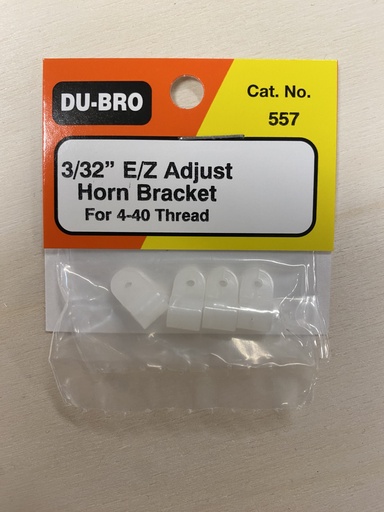 DU-BRO
Cat. No.
557
3/32” E/Z Adjust
Horn Bracket
For 4-40 Thread